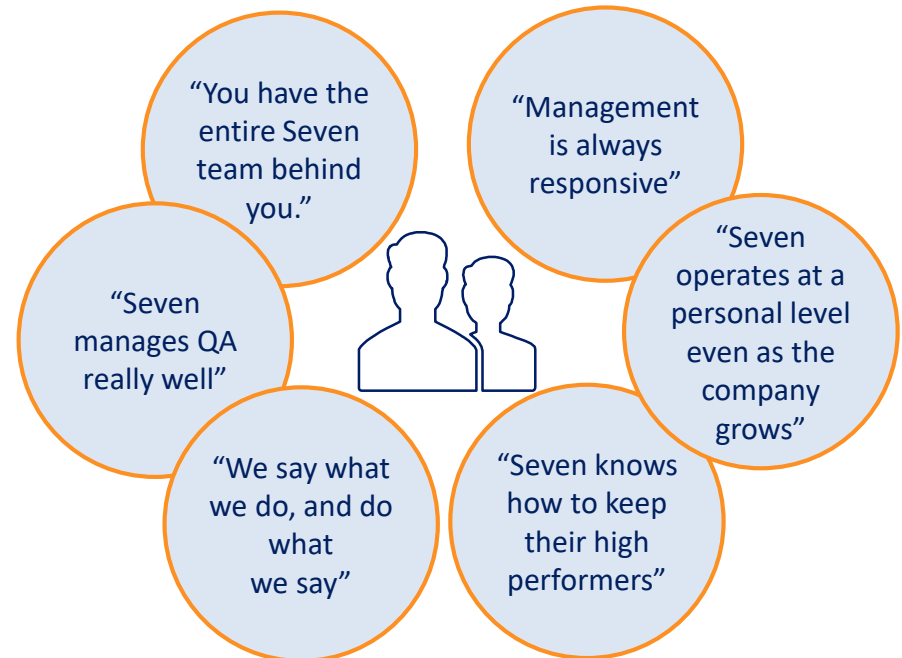 “You have the
entire Seven
team behind
you.”
“Management
is always
responsive”
“Seven
operates at a
personal level
even as the
company
grows”
“Seven
manages QA
really well”
“We say what
we do, and do
what
we say”
“Seven knows
how to keep
their high
performers”